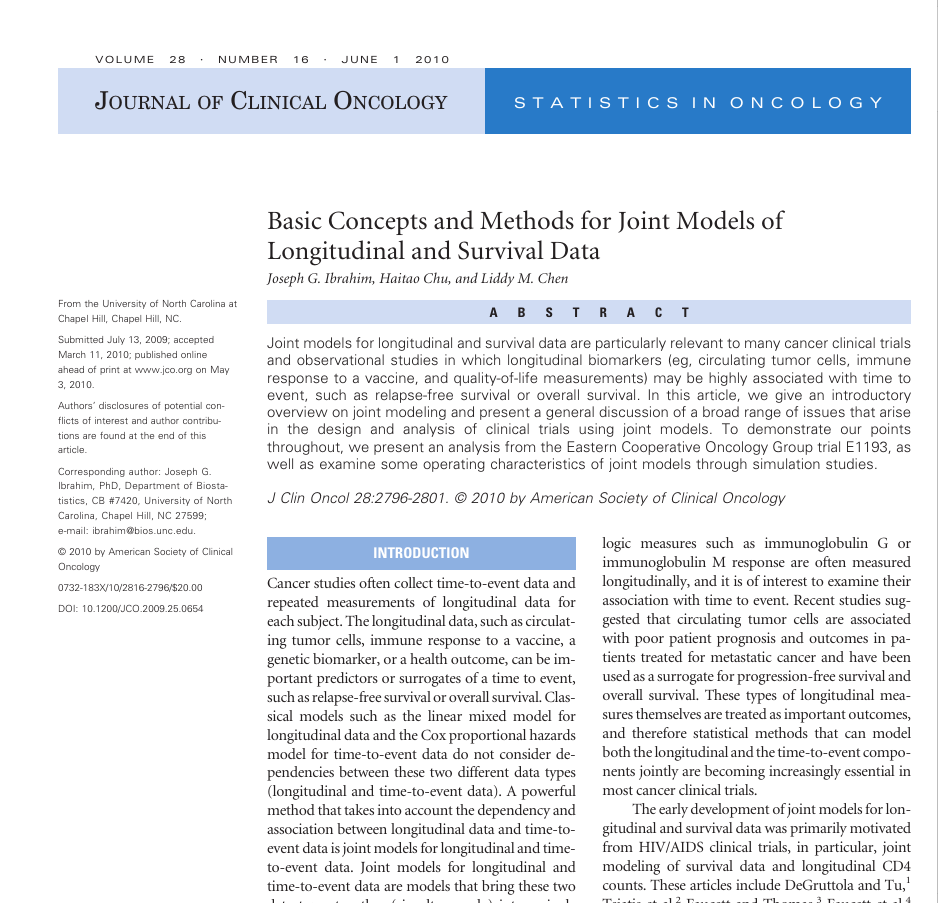 VOLUME 28 · NUMBER 16 · JUNE 1 2010
JOURNAL OF CLINICAL ONCOLOGY
STATISTICS IN ONCOLOGY
Basic Concepts and Methods for Joint Models of
Longitudinal and Survival Data
Joseph G. Ibrahim, Haitao Chu, and Liddy M. Chen
From the University of North Carolina at
Chapel Hill, Chapel Hill, NC.
Submitted July 13, 2009; accepted
March 11, 2010; published online
ahead of print at www.jco.org on May
3, 2010.
Authors' disclosures of potential con-
flicts of interest and author contribu-
tions are found at the end of this
article.
Corresponding author: Joseph G.
Ibrahim, PhD, Department of Biosta-
tistics, CB #7420, University of North
Carolina, Chapel Hill, NC 27599;
e-mail: ibrahim@bios.unc.edu.
© 2010 by American Society of Clinical
Oncology
0732-183X/10/2816-2796/$20.00
DOI: 10.1200/JCO.2009.25.0654
A B S T R A C T
Joint models for longitudinal and survival data are particularly relevant to many cancer clinical trials
and observational studies in which longitudinal biomarkers (eg, circulating tumor cells, immune
response to a vaccine, and quality-of-life measurements) may be highly associated with time to
event, such as relapse-free survival or overall survival. In this article, we give an introductory
overview on joint modeling and present a general discussion of a broad range of issues that arise
in the design and analysis of clinical trials using joint models. To demonstrate our points
throughout, we present an analysis from the Eastern Cooperative Oncology Group trial E1193, as
well as examine some operating characteristics of joint models through simulation studies.
J Clin Oncol 28:2796-2801. © 2010 by American Society of Clinical Oncology
INTRODUCTION
Cancer studies often collect time-to-event data and
repeated measurements of longitudinal data for
each subject. The longitudinal data, such as circulat-
ing tumor cells, immune response to a vaccine, a
genetic biomarker, or a health outcome, can be im-
portant predictors or surrogates of a time to event,
such as relapse-free survival or overall survival. Clas-
sical models such as the linear mixed model for
longitudinal data and the Cox proportional hazards
model for time-to-event data do not consider de-
pendencies between these two different data types
(longitudinal and time-to-event data). A powerful
method that takes into account the dependency and
association between longitudinal data and time-to-
event data is joint models for longitudinal and time-
to-event data. Joint models for longitudinal and
time-to-event data are models that bring these two
logic measures such as immunoglobulin G or
immunoglobulin M response are often measured
longitudinally, and it is of interest to examine their
association with time to event. Recent studies sug-
gested that circulating tumor cells are associated
with poor patient prognosis and outcomes in pa-
tients treated for metastatic cancer and have been
used as a surrogate for progression-free survival and
overall survival. These types of longitudinal mea-
sures themselves are treated as important outcomes,
and therefore statistical methods that can model
both the longitudinal and the time-to-event compo-
nents jointly are becoming increasingly essential in
most cancer clinical trials.
The early development of joint models for lon-
gitudinal and survival data was primarily motivated
from HIV/AIDS clinical trials, in particular, joint
modeling of survival data and longitudinal CD4
counts. These articles include DeGruttola and Tu,¹